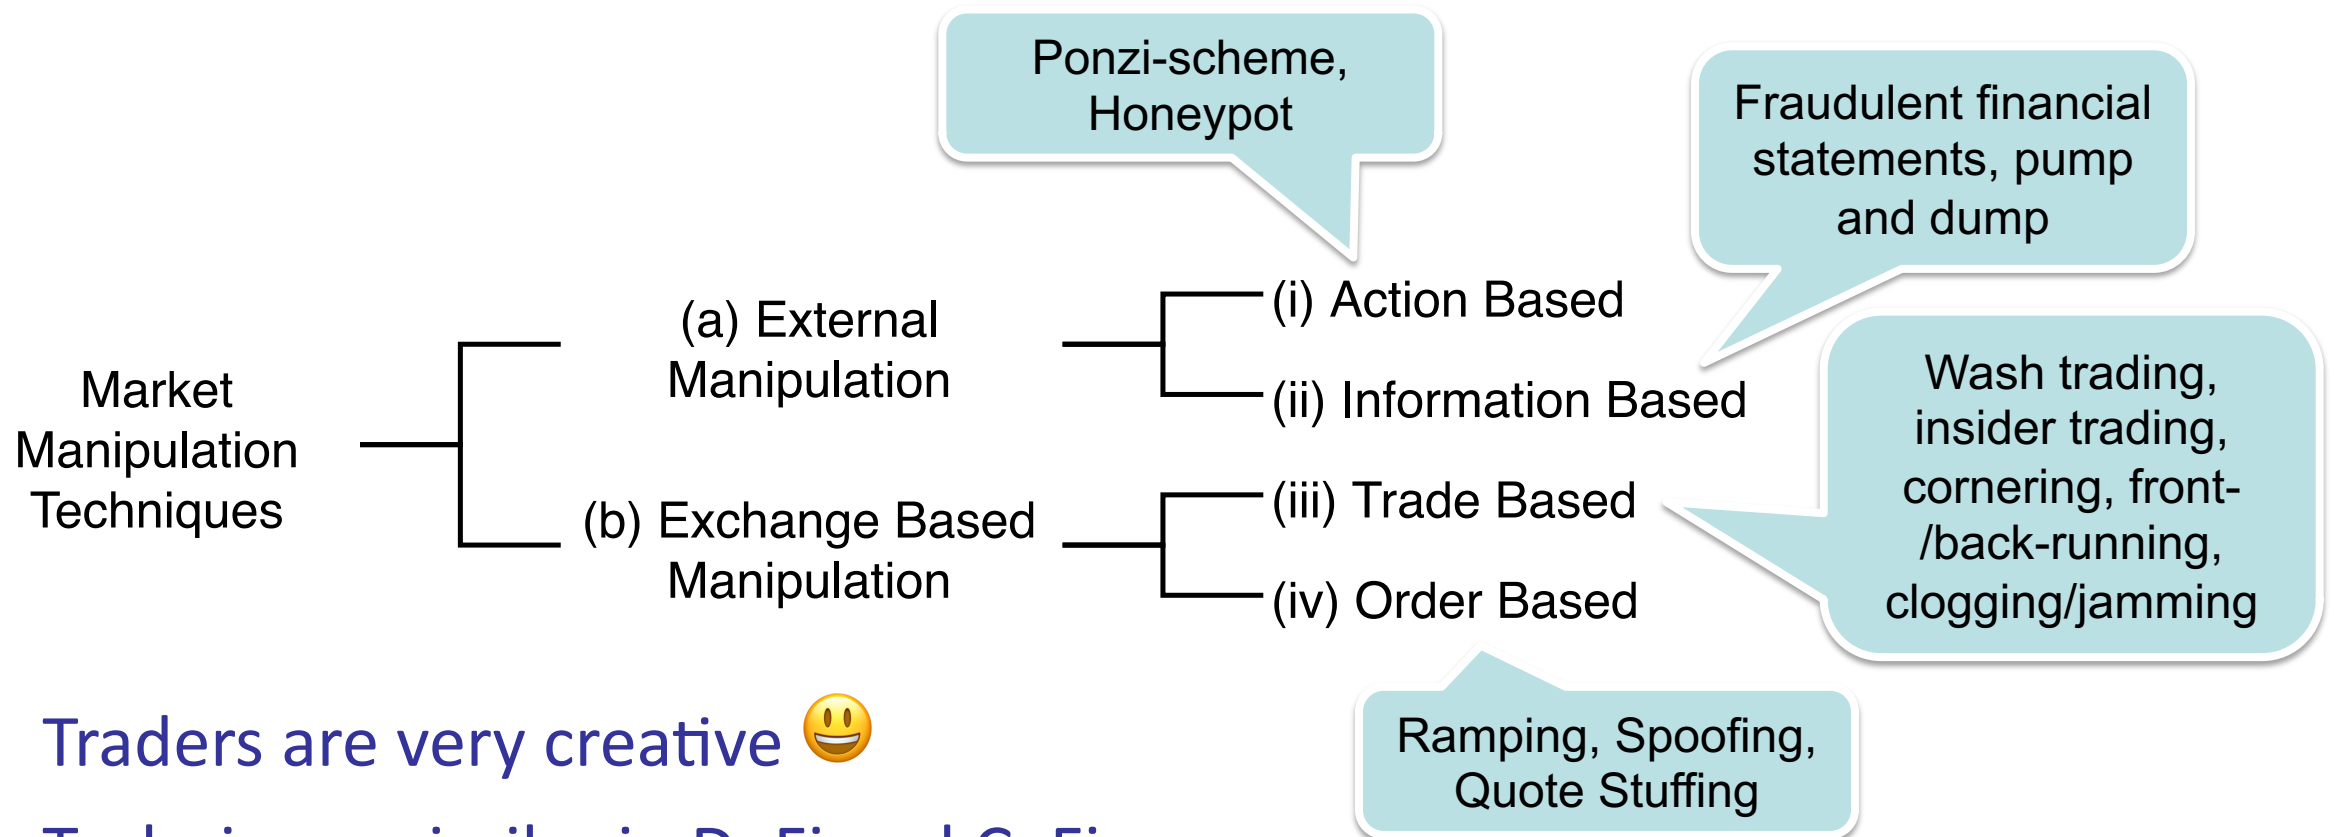 Ponzi-scheme,
Honeypot
Fraudulent financial
statements, pump
and dump
Market
Manipulation
Techniques
(a) External
Manipulation
(b) Exchange Based
Manipulation
(i) Action Based
(ii) Information Based
(iii) Trade Based
(iv) Order Based
Wash trading,
insider trading,
cornering, front-
/back-running,
clogging/jamming
Ramping, Spoofing,
Quote Stuffing
Traders are very creative 😃